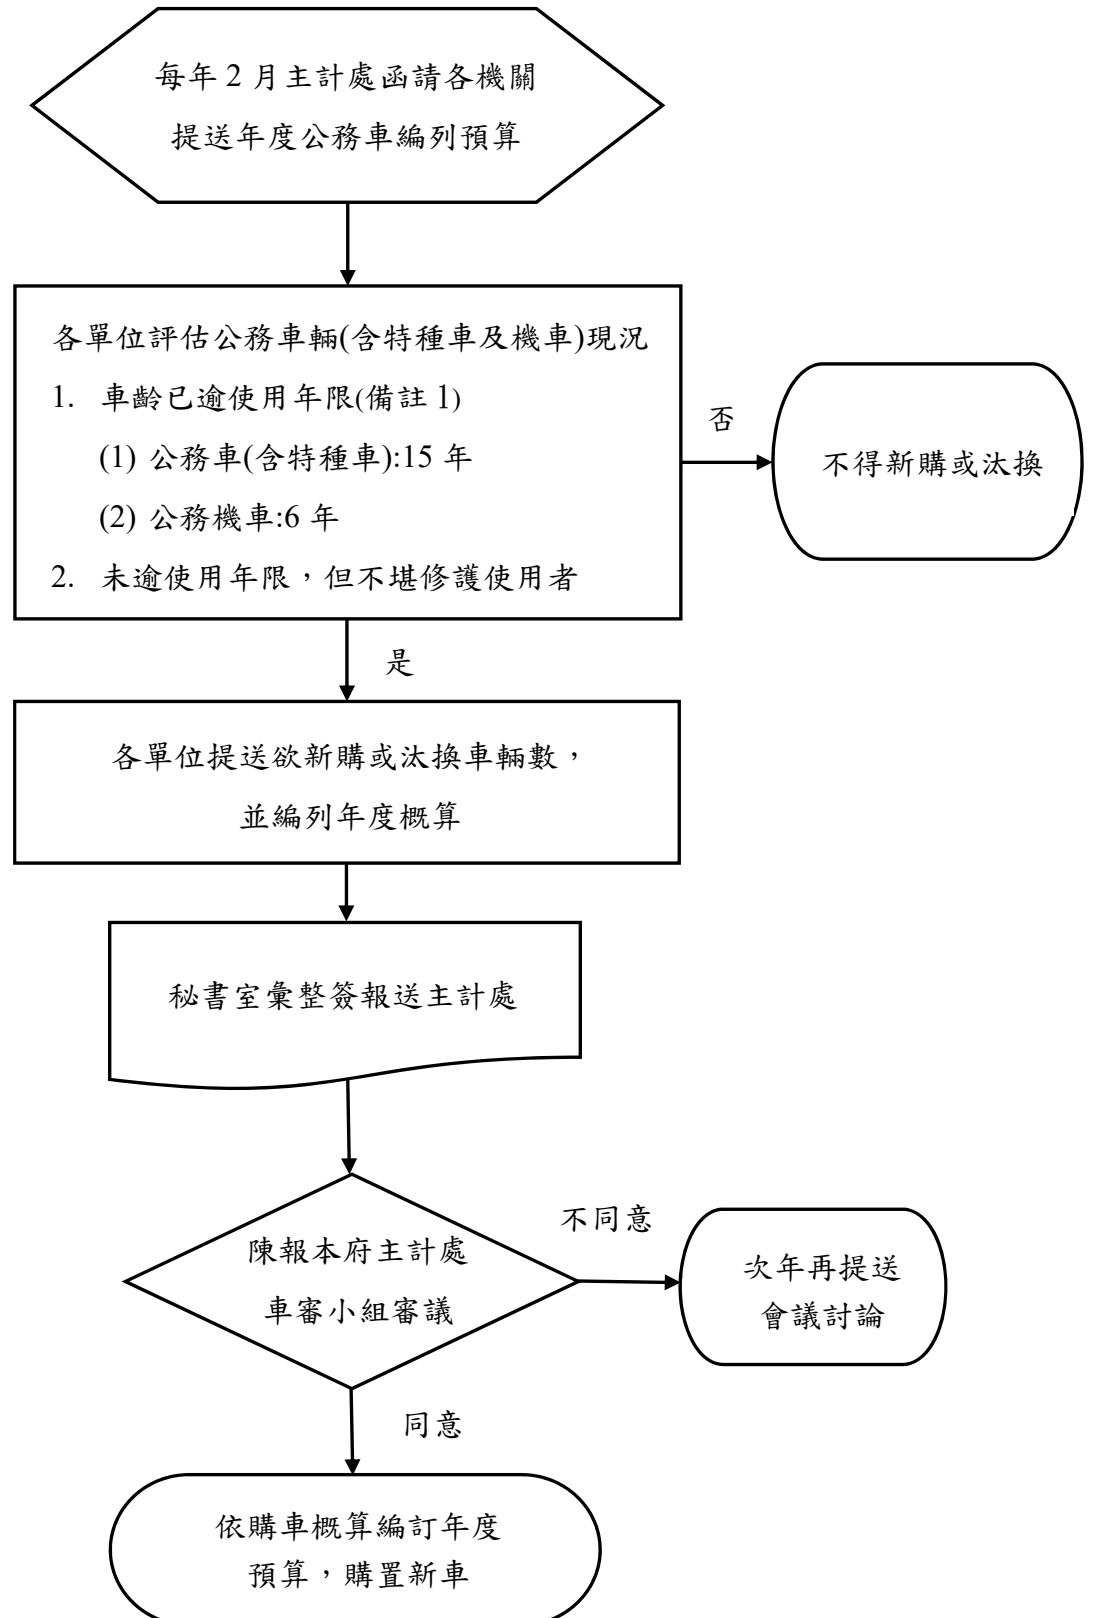 每年 2 月主計處函請各機關
提送年度公務車編列預算
各單位評估公務車輛(含特種車及機車)現況
1. 車齡已逾使用年限(備註 1)
(1) 公務車(含特種車):15 年
(2) 公務機車:6 年
2. 未逾使用年限，但不堪修護使用者
否
不得新購或汰換
是
各單位提送欲新購或汰換車輛數，
並編列年度概算
秘書室彙整簽報送主計處
陳報本府主計處
車審小組審議
不同意
次年再提送
會議討論
同意
依購車概算編訂年度
預算，購置新車